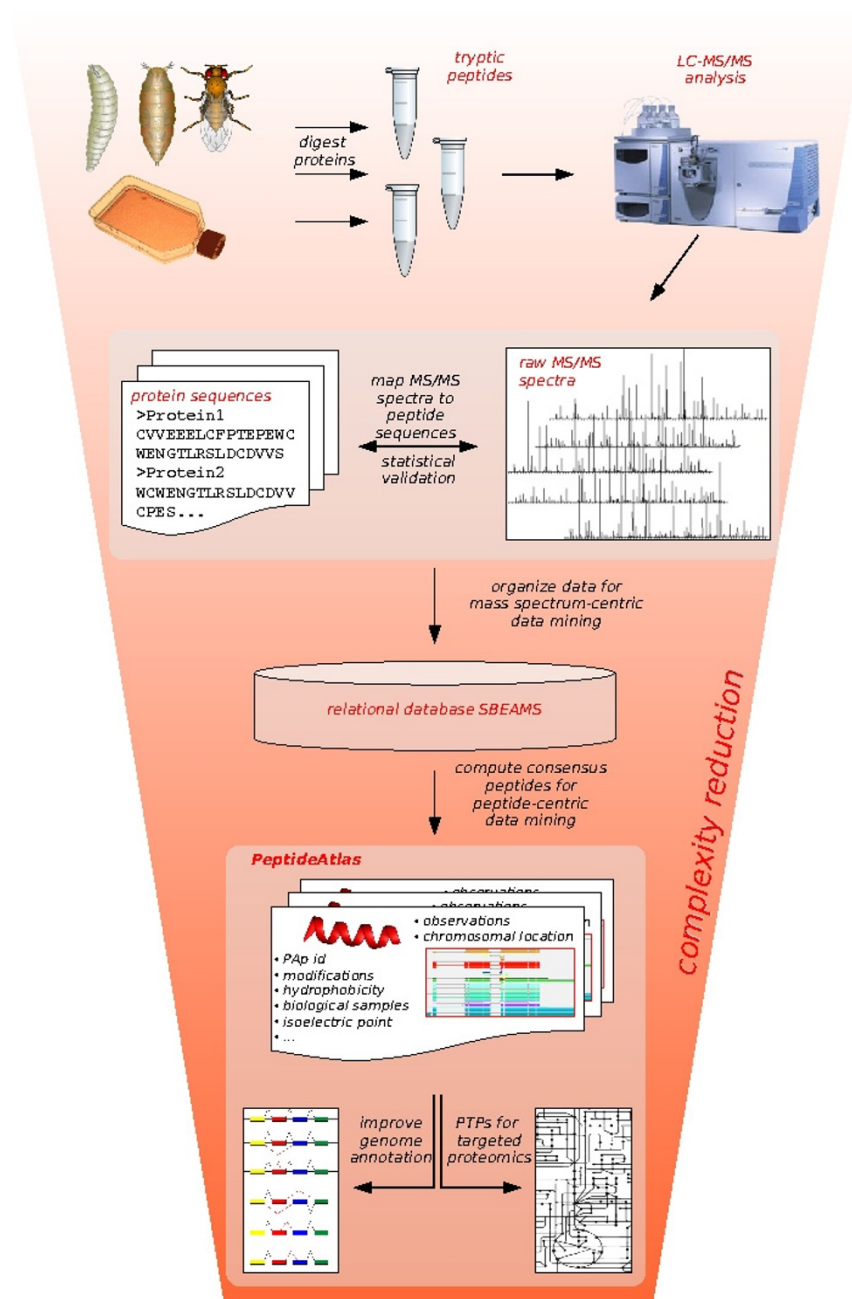 tryptic
peptides
LC-MS/MS
analysis
digest
proteins
protein sequences
>Protein1
CVVEEELCFPTEPEWC
WENGTLRSLDCDVVS
>Protein2
WCWENGTLRSLDCDVV
CPES...
map MS/MS
spectra to
peptide
sequences
statistical
validation
raw MS/MS
spectra
organize data for
mass spectrum-centric
data mining
relational database SBEAMS
compute consensus
peptides for
peptide-centric
data mining
complexity reduction
PeptideAtlas
• observations
• observations
• observations
• chromosomal location
• PAp id
• modifications
• hydrophobicity
• biological samples
• isoelectric point
• ...
improve
genome
annotation
PTPs for
targeted
proteomics